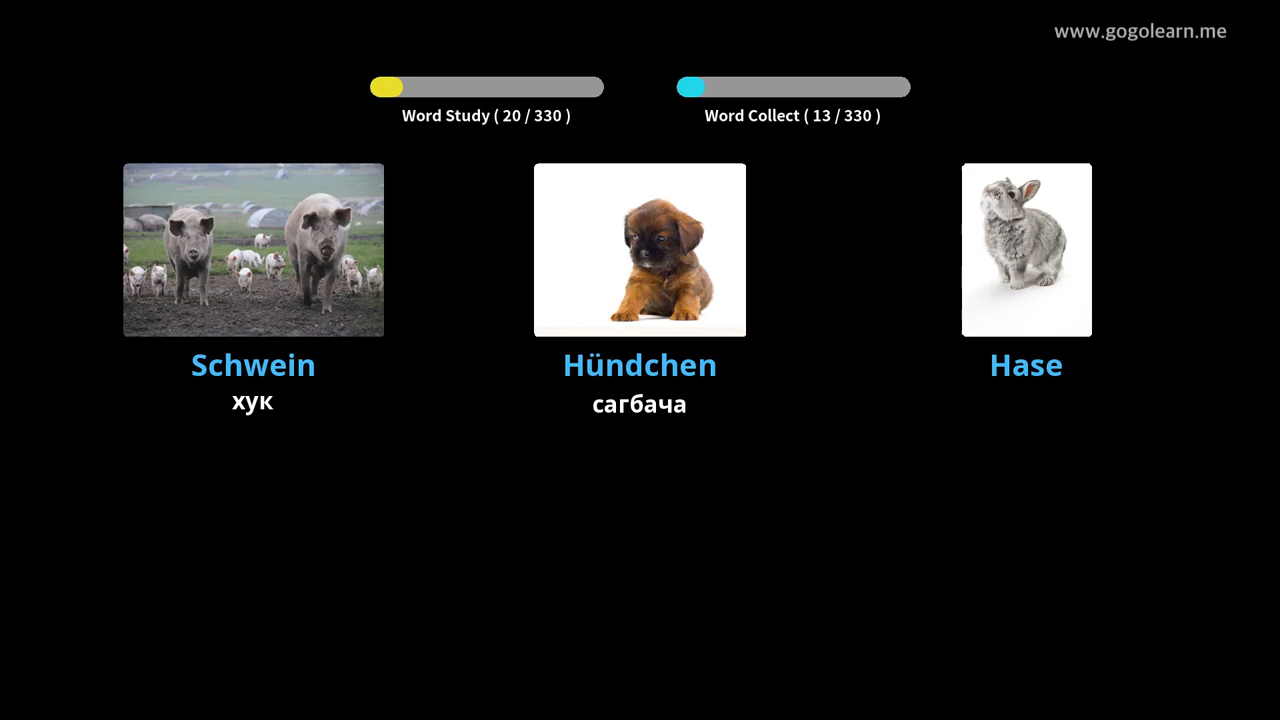 www.gogolearn.me
Word Study ( 20 / 330 )
Word Collect ( 13 / 330 )
Schwein
хук
Hündchen
сагбача
Hase